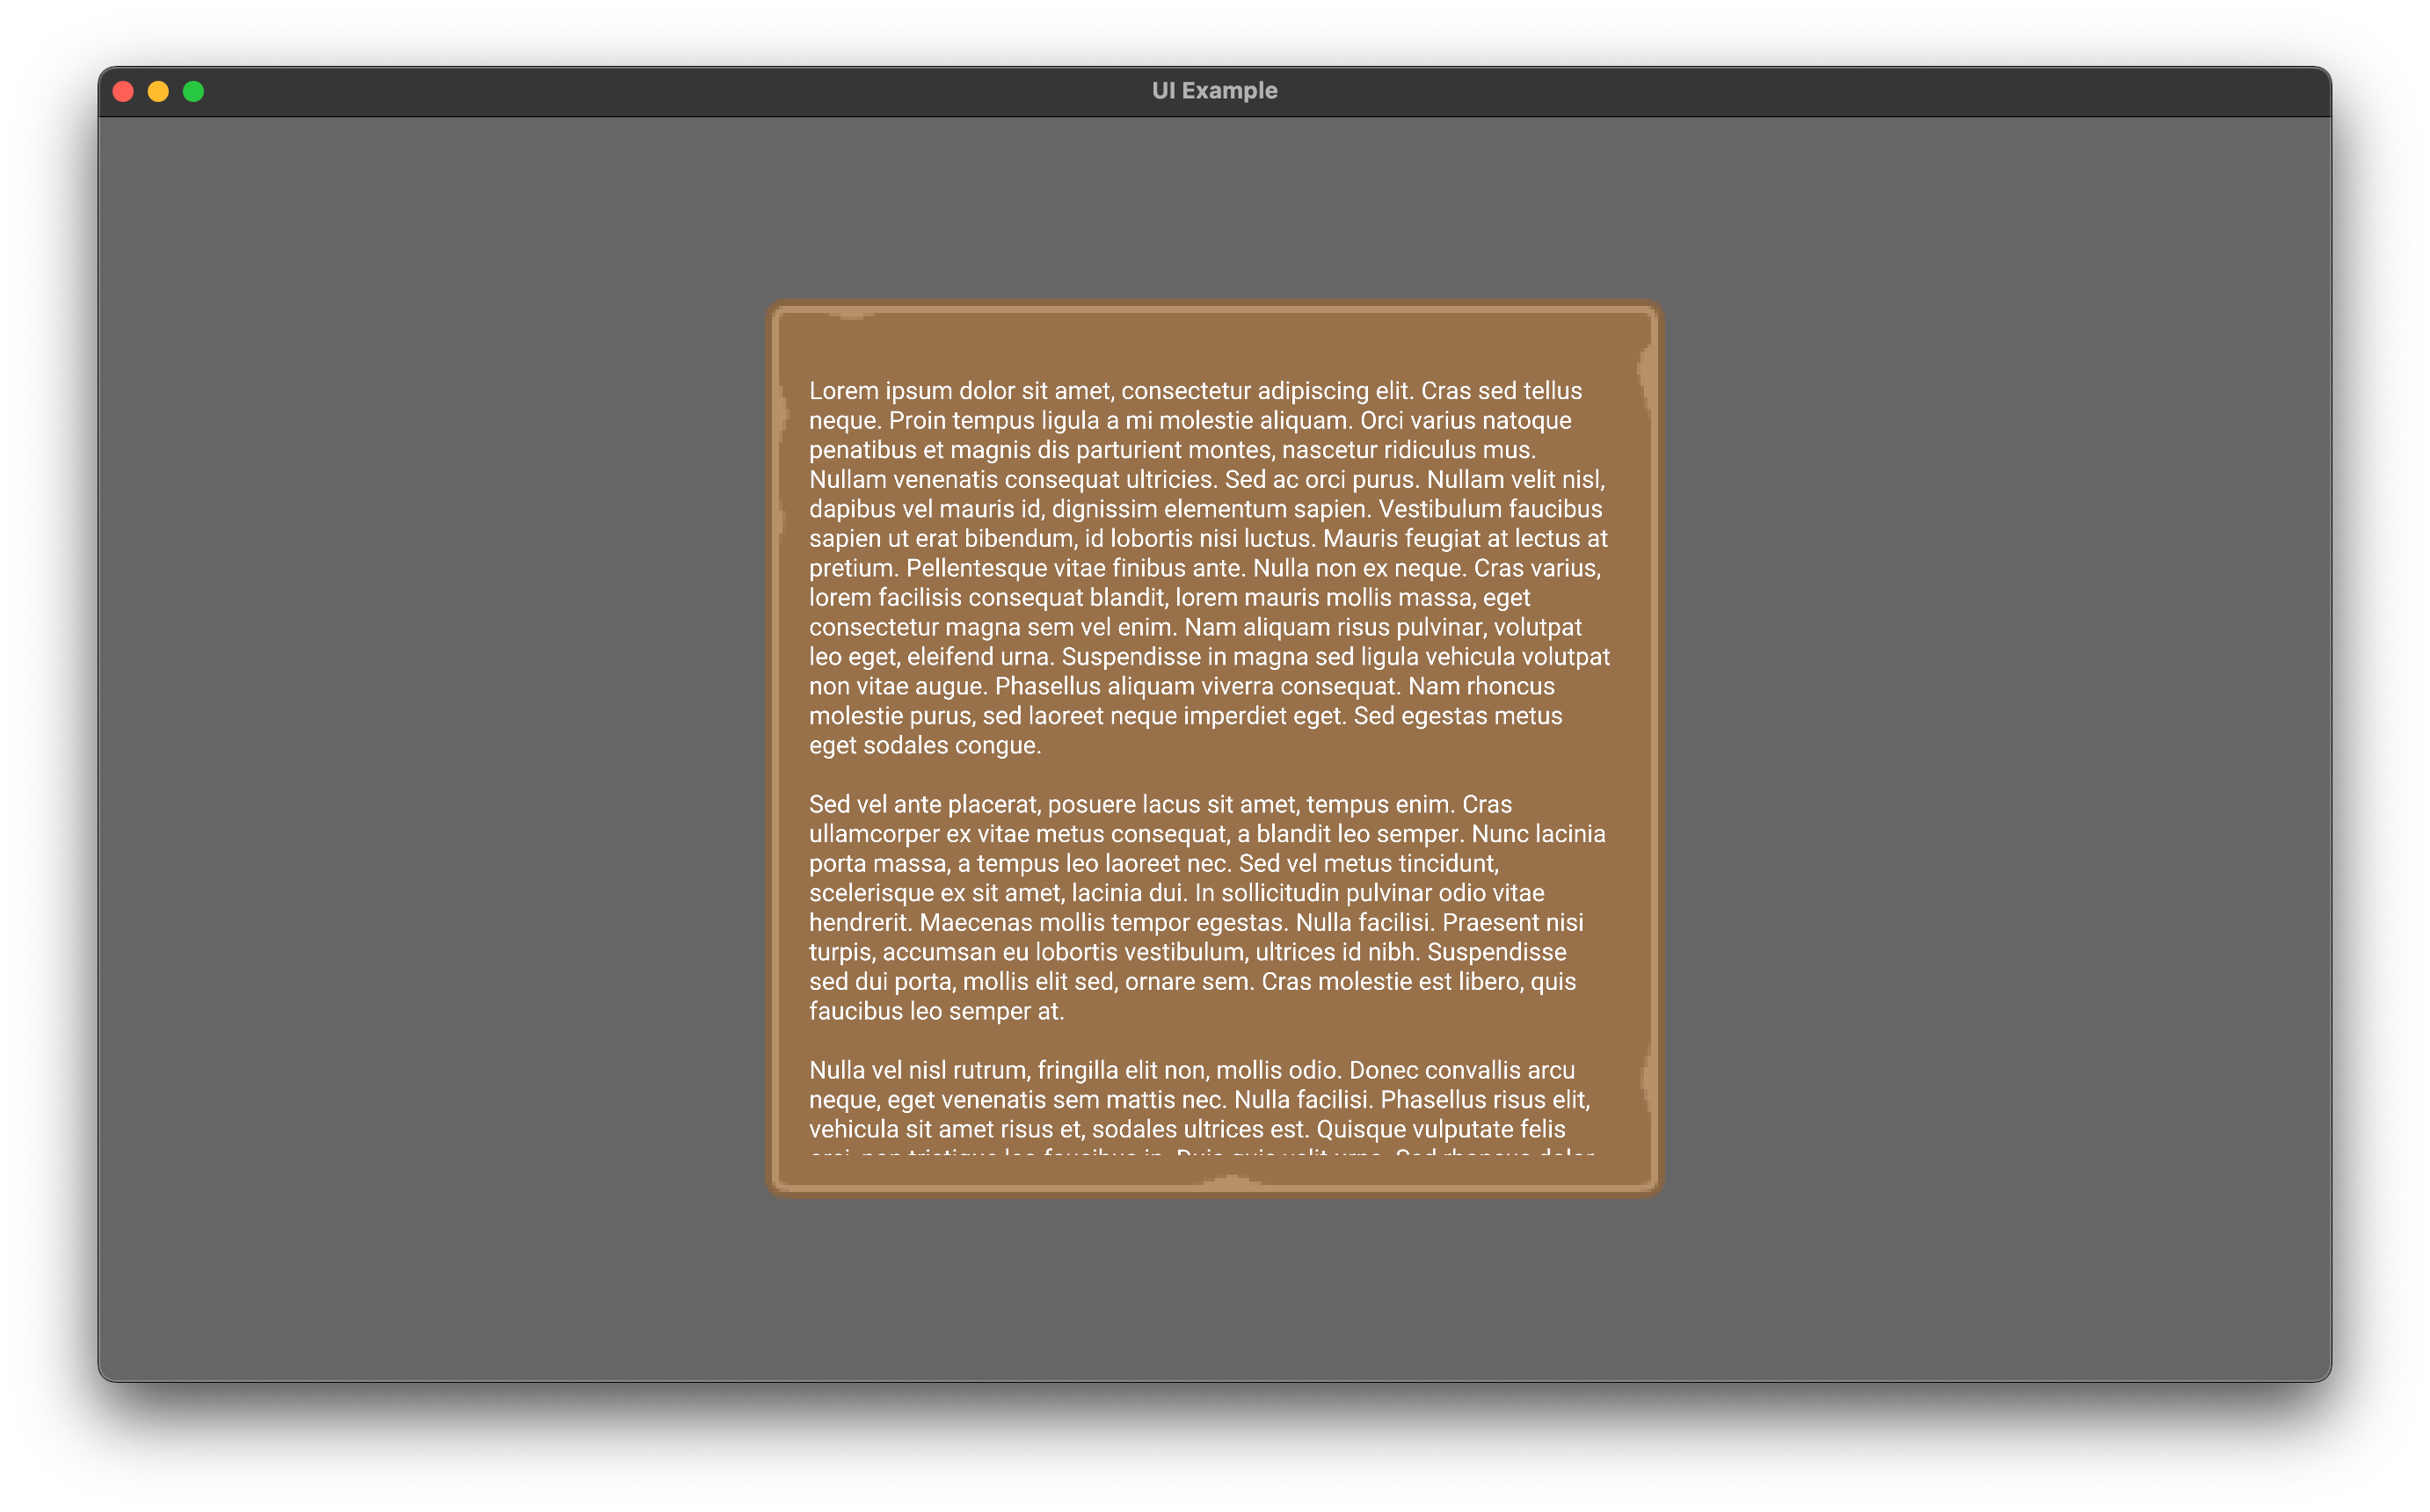 UI Example
Lorem ipsum dolor sit amet, consectetur adipiscing elit. Cras sed tellus
neque. Proin tempus ligula a mi molestie aliquam. Orci varius natoque
penatibus et magnis dis parturient montes, nascetur ridiculus mus.
Nullam venenatis consequat ultricies. Sed ac orci purus. Nullam velit nisl,
dapibus vel mauris id, dignissim elementum sapien. Vestibulum faucibus
sapien ut erat bibendum, id lobortis nisi luctus. Mauris feugiat at lectus at
pretium. Pellentesque vitae finibus ante. Nulla non ex neque. Cras varius,
lorem facilisis consequat blandit, lorem mauris mollis massa, eget
consectetur magna sem vel enim. Nam aliquam risus pulvinar, volutpat
leo eget, eleifend urna. Suspendisse in magna sed ligula vehicula volutpat
non vitae augue. Phasellus aliquam viverra consequat. Nam rhoncus
molestie purus, sed laoreet neque imperdiet eget. Sed egestas metus
eget sodales congue.
Sed vel ante placerat, posuere lacus sit amet, tempus enim. Cras
ullamcorper ex vitae metus consequat, a blandit leo semper. Nunc lacinia
porta massa, a tempus leo laoreet nec. Sed vel metus tincidunt,
scelerisque ex sit amet, lacinia dui. In sollicitudin pulvinar odio vitae
hendrerit. Maecenas mollis tempor egestas. Nulla facilisi. Praesent nisi
turpis, accumsan eu lobortis vestibulum, ultrices id nibh. Suspendisse
sed dui porta, mollis elit sed, ornare sem. Cras molestie est libero, quis
faucibus leo semper at.
Nulla vel nisl rutrum, fringilla elit non, mollis odio. Donec convallis arcu
neque, eget venenatis sem mattis nec. Nulla facilisi. Phasellus risus elit,
vehicula sit amet risus et, sodales ultrices est. Quisque vulputate felis